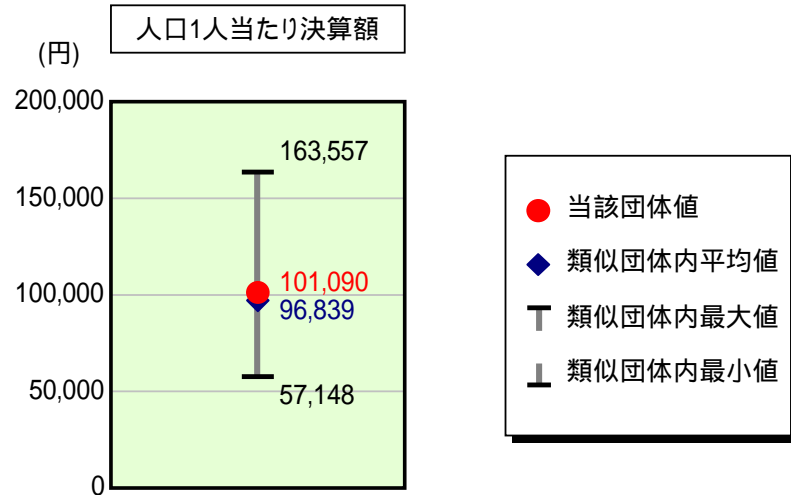 人口1人当たり決算額
(円)
200,000
150,000
100,000
50,000
0
163,557
101,090
96,839
57,148
当該団体値
類似団体内平均値
類似団体内最大値
類似団体内最小値